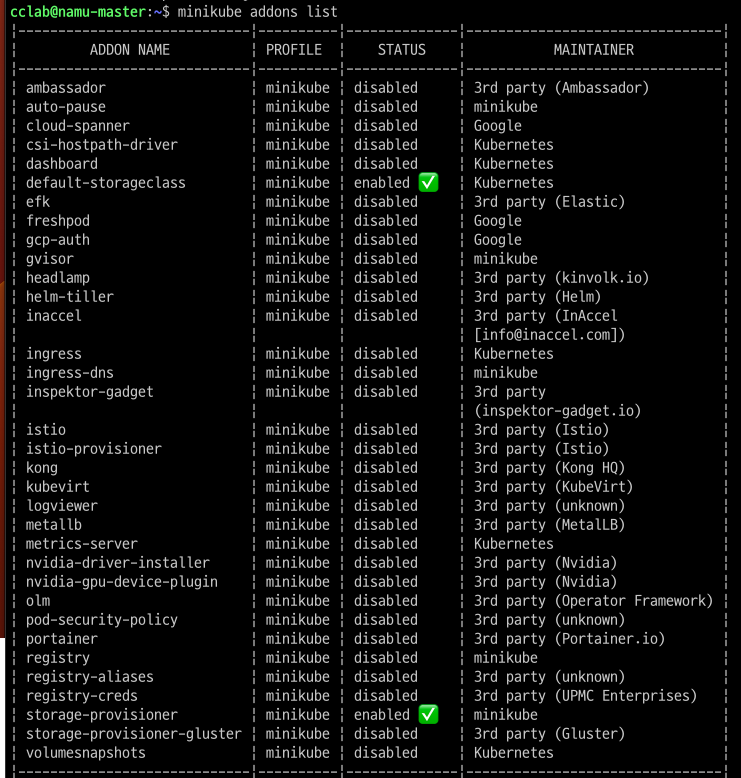 cclab@namu-master:~$ minikube addons list
ADDON NAME | PROFILE | STATUS | MAINTAINER
ambassador | minikube | disabled | 3rd party (Ambassador)
auto-pause | minikube | disabled | minikube
cloud-spanner | minikube | disabled | Google
csi-hostpath-driver | minikube | disabled | Kubernetes
dashboard | minikube | disabled | Kubernetes
default-storageclass | minikube | enabled ✅ | Kubernetes
efk | minikube | disabled | 3rd party (Elastic)
freshpod | minikube | disabled | Google
gcp-auth | minikube | disabled | Google
gvisor | minikube | disabled | minikube
headlamp | minikube | disabled | 3rd party (kinvolk.io)
helm-tiller | minikube | disabled | 3rd party (Helm)
inaccel | minikube | disabled | 3rd party (InAccel
| | | [info@inaccel.com])
ingress | minikube | disabled | Kubernetes
ingress-dns | minikube | disabled | minikube
inspektor-gadget | minikube | disabled | 3rd party
| | | (inspektor-gadget.io)
istio | minikube | disabled | 3rd party (Istio)
istio-provisioner | minikube | disabled | 3rd party (Istio)
kong | minikube | disabled | 3rd party (Kong HQ)
kubevirt | minikube | disabled | 3rd party (KubeVirt)
logviewer | minikube | disabled | 3rd party (unknown)
metallb | minikube | disabled | 3rd party (MetalLB)
metrics-server | minikube | disabled | Kubernetes
nvidia-driver-installer | minikube | disabled | 3rd party (Nvidia)
nvidia-gpu-device-plugin | minikube | disabled | 3rd party (Nvidia)
olm | minikube | disabled | 3rd party (Operator Framework)
pod-security-policy | minikube | disabled | 3rd party (unknown)
portainer | minikube | disabled | 3rd party (Portainer.io)
registry | minikube | disabled | minikube
registry-aliases | minikube | disabled | 3rd party (unknown)
registry-creds | minikube | disabled | 3rd party (UPMC Enterprises)
storage-provisioner | minikube | enabled ✅ | minikube
storage-provisioner-gluster | minikube | disabled | 3rd party (Gluster)
volumesnapshots | minikube | disabled | Kubernetes